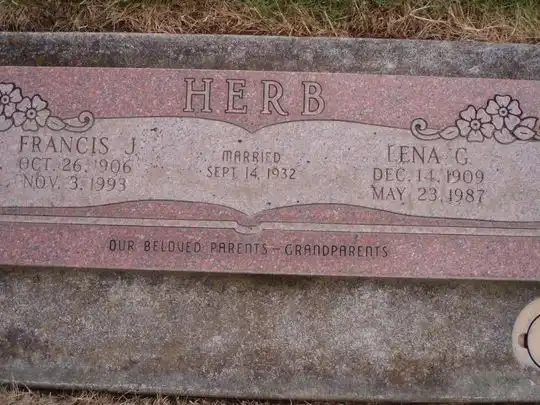 HERB
FRANCIS J.
OCT. 26, 1906
NOV. 3, 1993
MARRIED
SEPT 14, 1932
LENA G.
DEC. 14, 1909
MAY 23, 1987
OUR BELOVED PARENTS - GRANDPARENTS